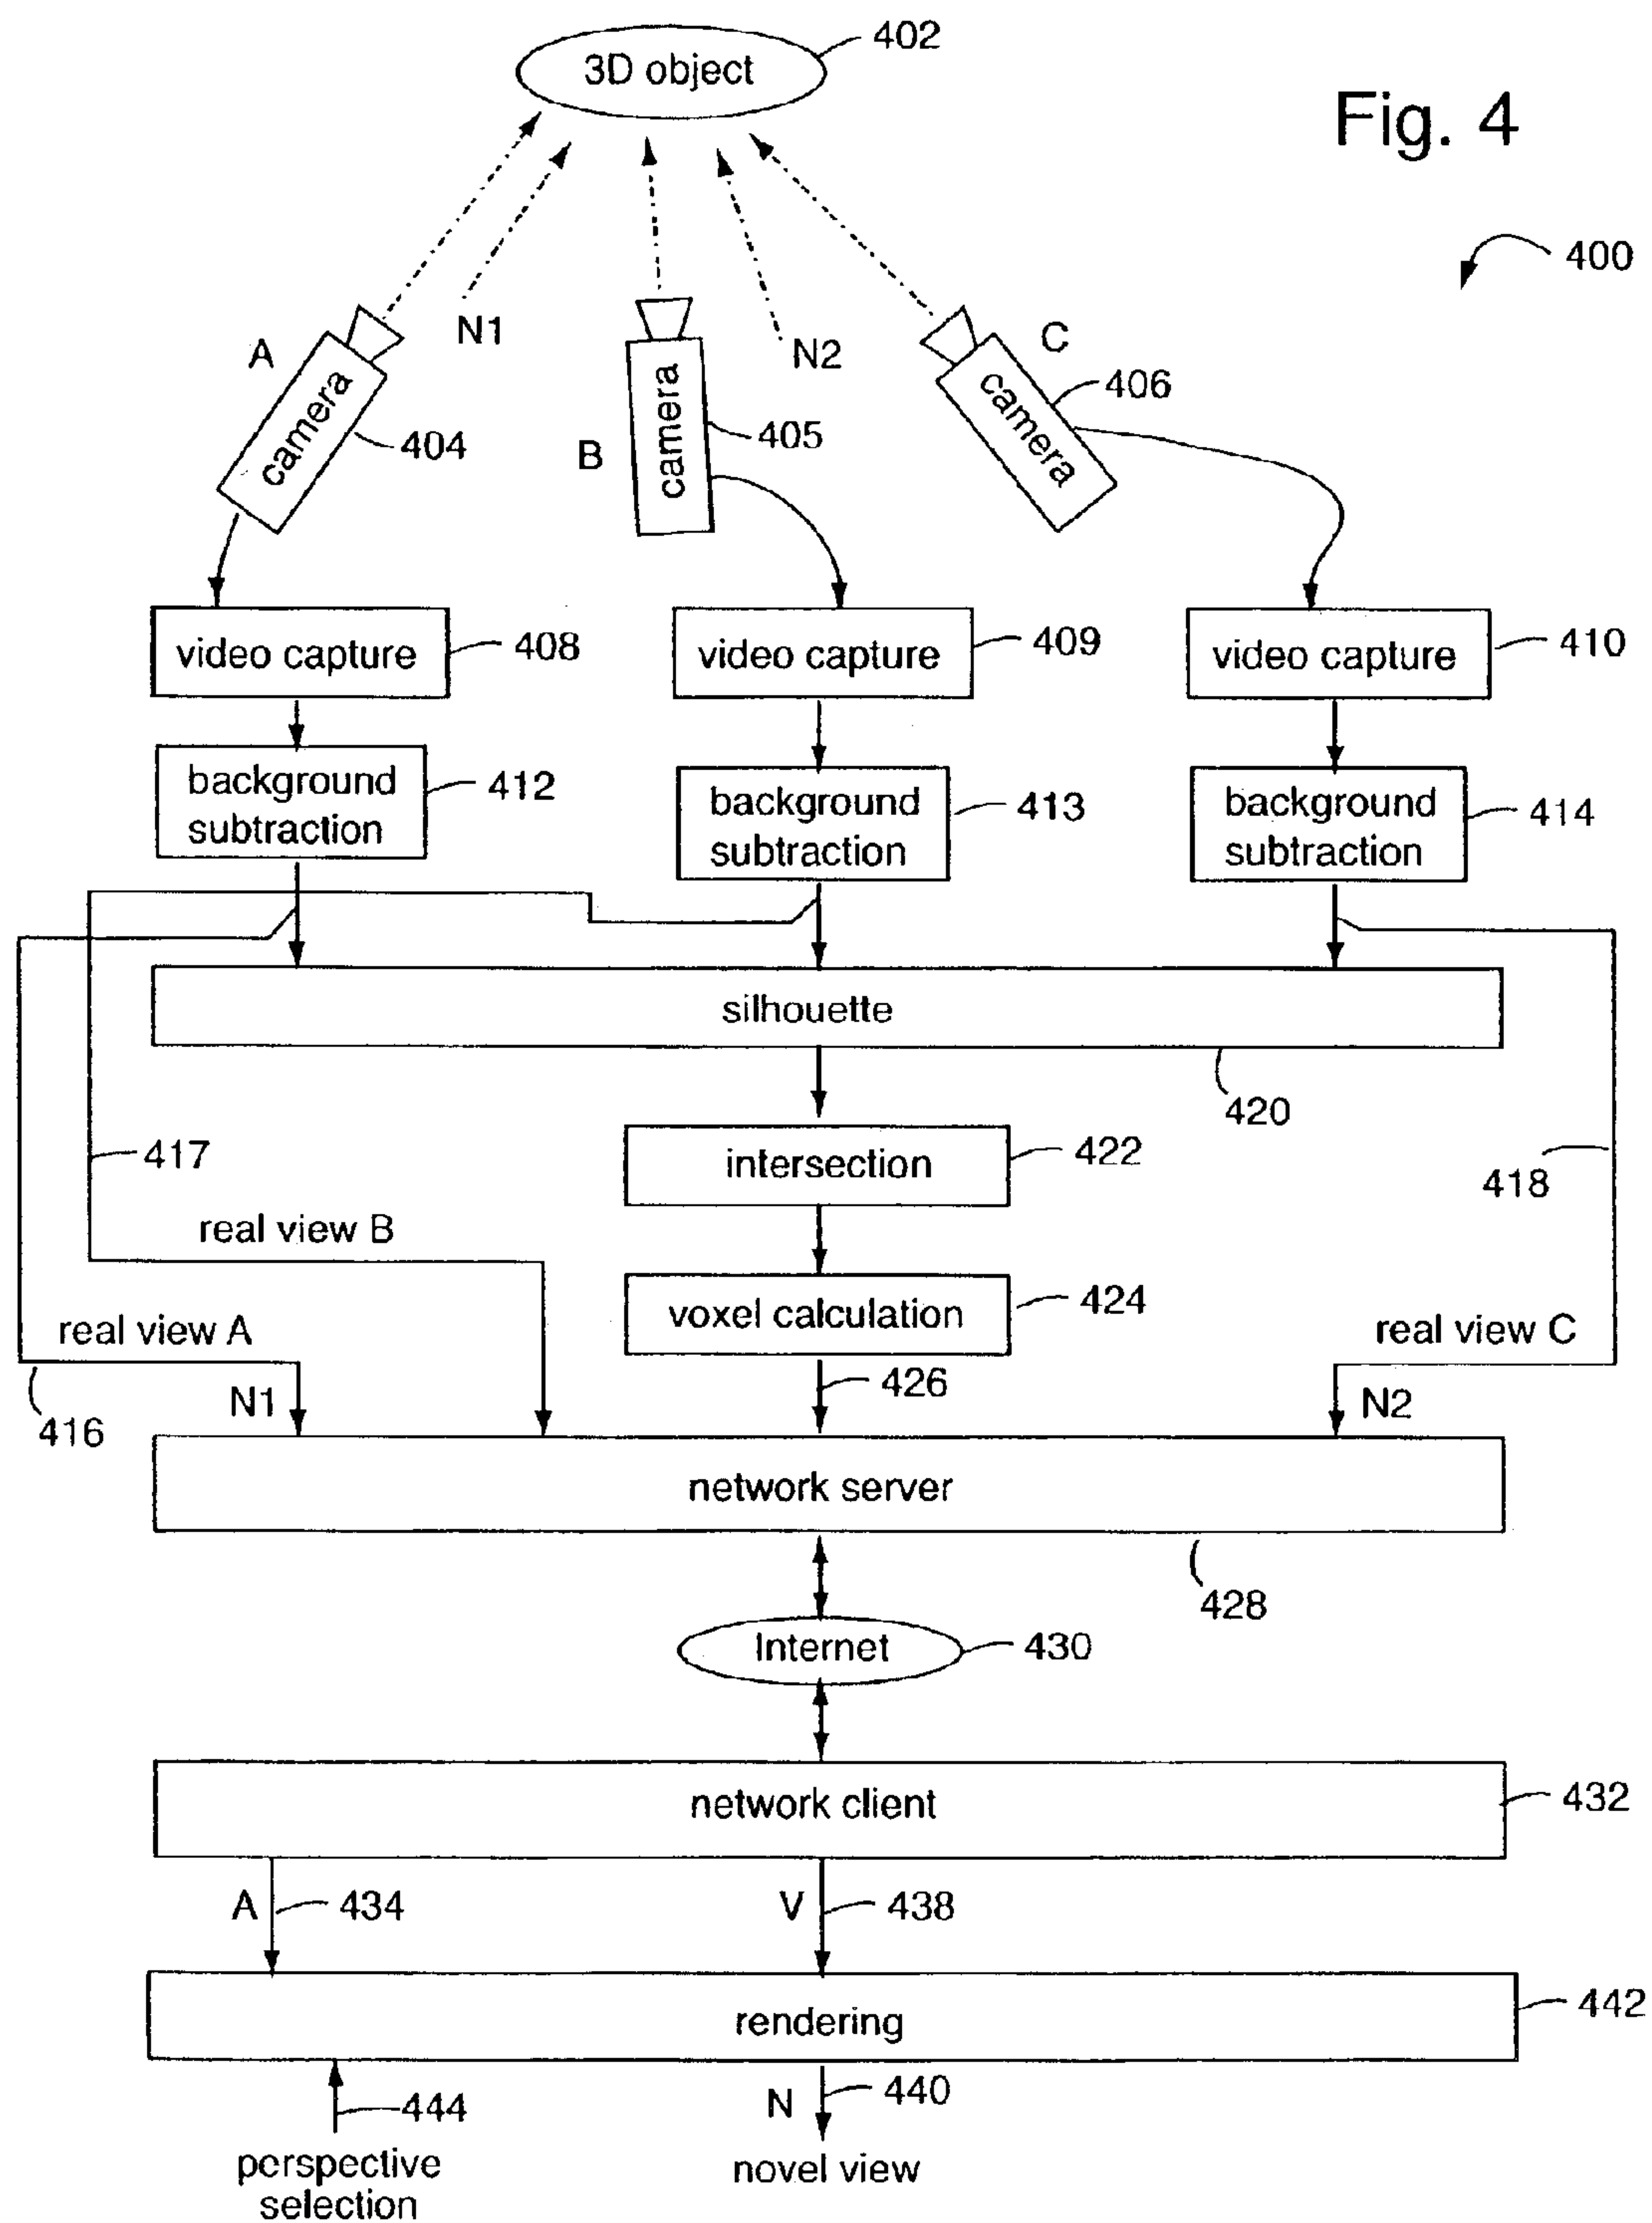 402
3D object
Fig. 4
400
A
N1
N2
C
camera
404
B
camera
405
camera
406
video capture
408
video capture
409
video capture
410
background
subtraction
412
background
subtraction
413
background
subtraction
414
silhouette
420
417
intersection
422
418
real view B
voxel calculation
424
real view A
real view C
426
N1
N2
416
network server
428
Internet
430
network client
432
A
434
V
438
rendering
442
444
N
440
perspective
selection
novel view